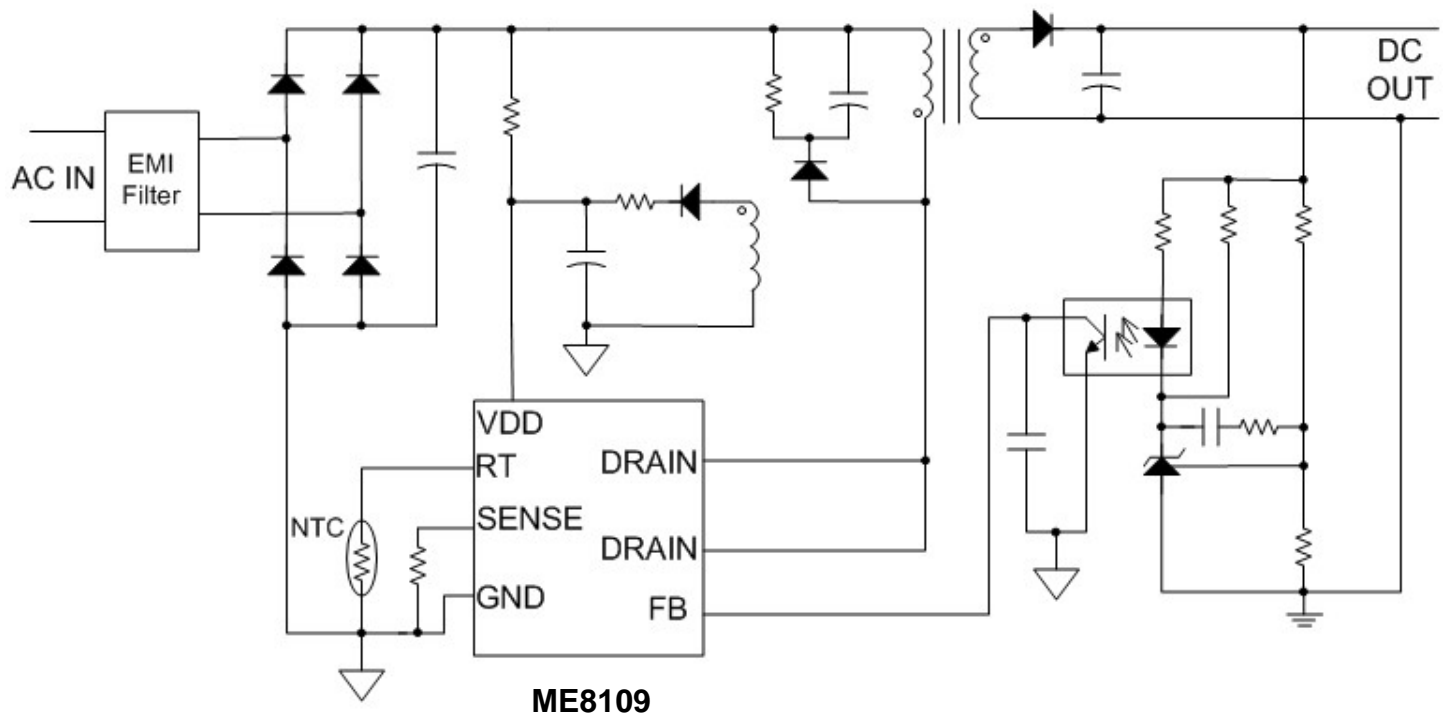 DC
OUT
AC IN
EMI
Filter
VDD
RT
DRAIN
NTC
SENSE
DRAIN
GND
FB
ME8109